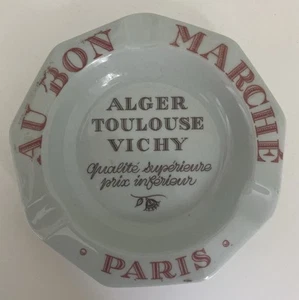 AU BON MARCHÉ
ALGER
TOULOUSE
VICHY
Qualité supérieure
prix inférieur
• PARIS •